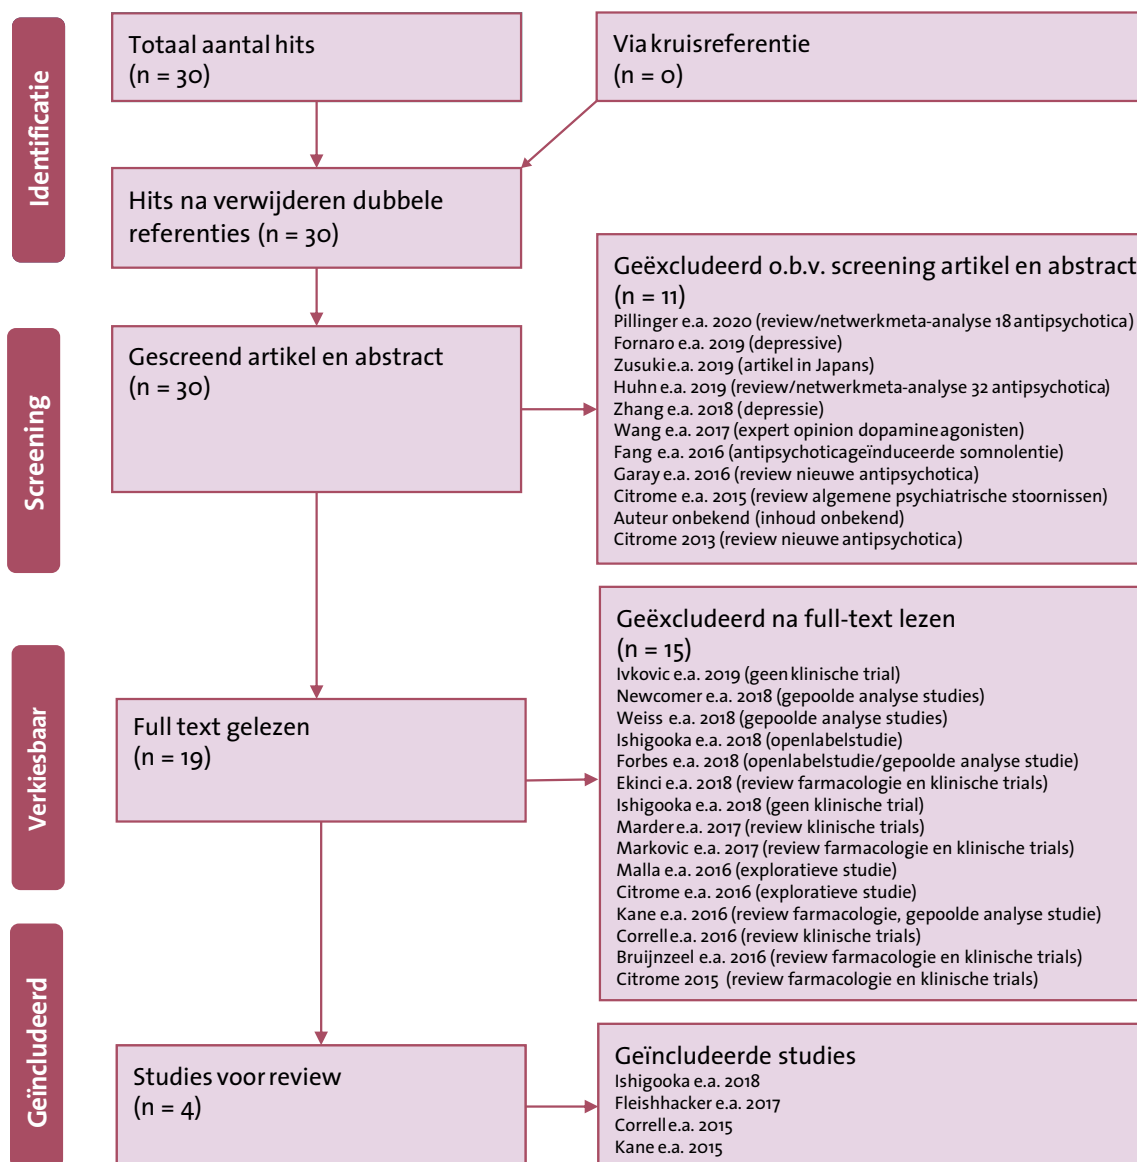 Identificatie
Totaal aantal hits
(n = 30)
Via kruisreferentie
(n = 0)
Hits na verwijderen dubbele
referenties (n = 30)
Screening
Gescreend artikel en abstract
(n = 30)
Geëxcludeerd o.b.v. screening artikel en abstract
(n = 11)
Pillinger e.a. 2020 (review/netwerkmeta-analyse 18 antipsychotica)
Fornaro e.a. 2019 (depressive)
Zusuki e.a. 2019 (artikel in Japans)
Huhn e.a. 2019 (review/netwerkmeta-analyse 32 antipsychotica)
Zhang e.a. 2018 (depressie)
Wang e.a. 2017 (expert opinion dopamineagonisten)
Fang e.a. 2016 (antipsychoticageïnduceerde somnolentie)
Garay e.a. 2016 (review nieuwe antipsychotica)
Citrome e.a. 2015 (review algemene psychiatrische stoornissen)
Auteur onbekend (inhoud onbekend)
Citrome 2013 (review nieuwe antipsychotica)
Verkiesbaar
Full text gelezen
(n = 19)
Geëxcludeerd na full-text lezen
(n = 15)
Ivkovic e.a. 2019 (geen klinische trial)
Newcomer e.a. 2018 (gepoolde analyse studies)
Weiss e.a. 2018 (gepoolde analyse studies)
Ishigooka e.a. 2018 (openlabelstudie)
Forbes e.a. 2018 (openlabelstudie/gepoolde analyse studie)
Ekinci e.a. 2018 (review farmacologie en klinische trials)
Ishigooka e.a. 2018 (geen klinische trial)
Marder e.a. 2017 (review klinische trials)
Markovic e.a. 2017 (review farmacologie en klinische trials)
Malla e.a. 2016 (exploratieve studie)
Citrome e.a. 2016 (exploratieve studie)
Kane e.a. 2016 (review farmacologie, gepoolde analyse studie)
Correll e.a. 2016 (review klinische trials)
Bruijnzeel e.a. 2016 (review farmacologie en klinische trials)
Citrome 2015 (review farmacologie en klinische trials)
Geïncludeerd
Studies voor review
(n = 4)
Geïncludeerde studies
Ishigooka e.a. 2018
Fleishhacker e.a. 2017
Correll e.a. 2015
Kane e.a. 2015